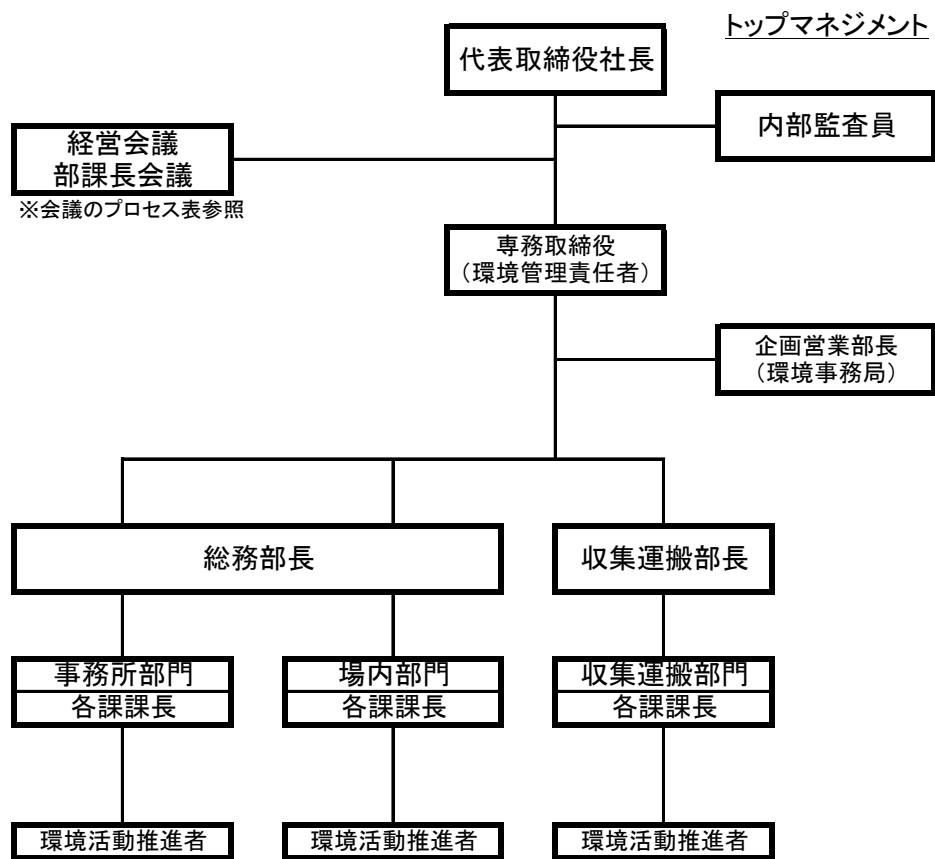 トップマネジメント
代表取締役社長
内部監査員
経営会議
部課長会議
※会議のプロセス表参照
専務取締役
（環境管理責任者）
企画営業部長
（環境事務局）
総務部長
収集運搬部長
事務所部門
場内部門
収集運搬部門
各課課長
各課課長
各課課長
環境活動推進者
環境活動推進者
環境活動推進者